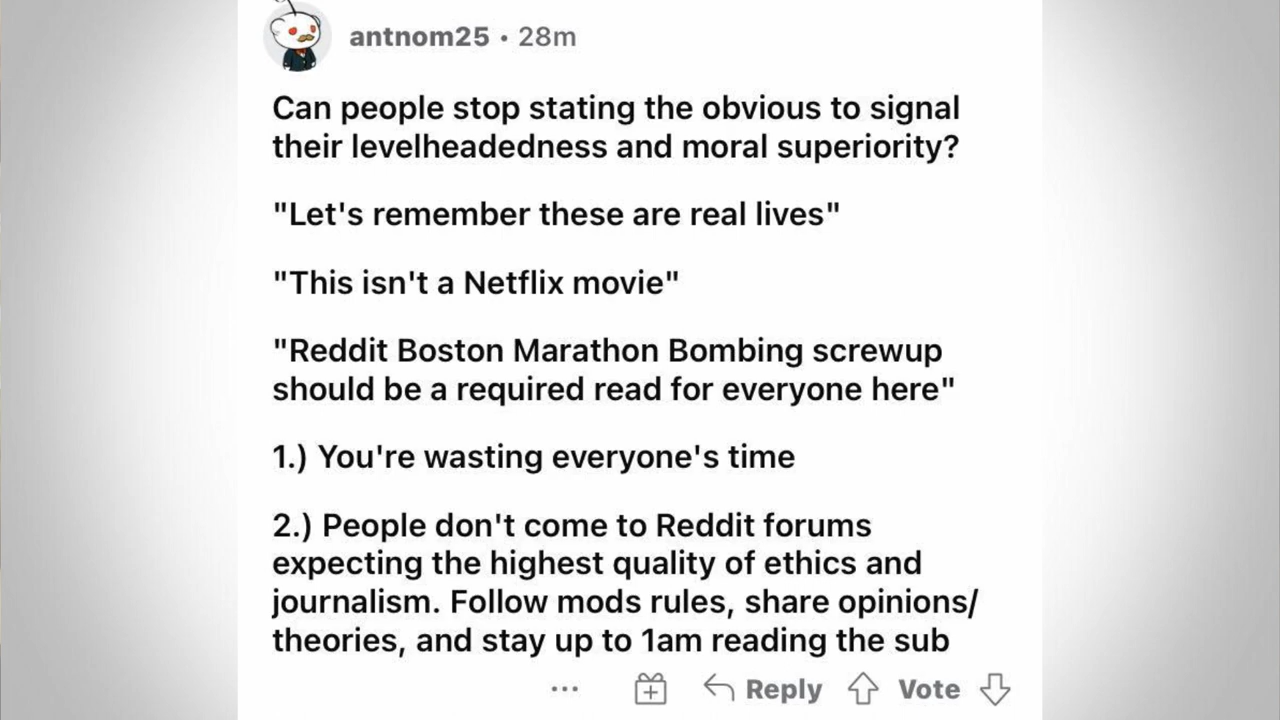 antnom25 • 28m
Can people stop stating the obvious to signal
their levelheadedness and moral superiority?
"Let's remember these are real lives"
"This isn't a Netflix movie"
"Reddit Boston Marathon Bombing screwup
should be a required read for everyone here"
1.) You're wasting everyone's time
2.) People don't come to Reddit forums
expecting the highest quality of ethics and
journalism. Follow mods rules, share opinions/
theories, and stay up to 1am reading the sub
... Reply Vote